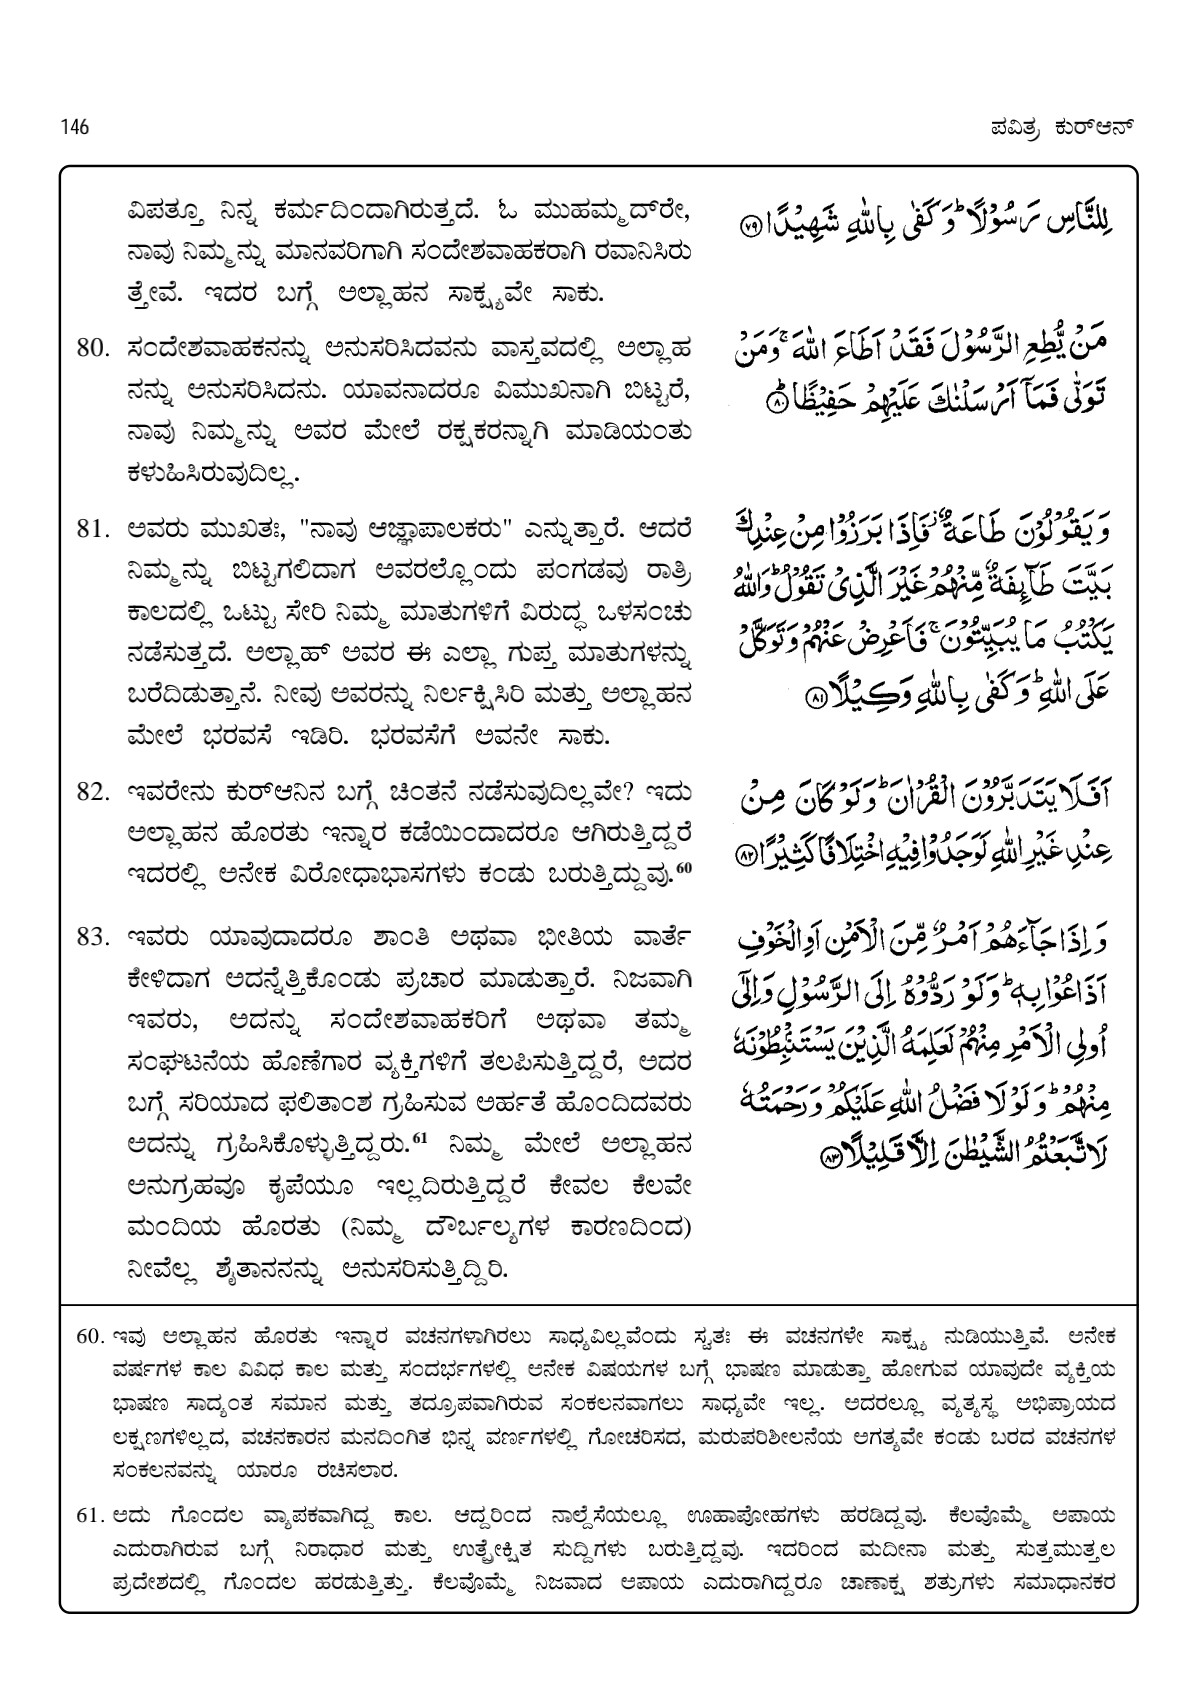 146
ಪವಿತ್ರ ಕುರ್‌ಆನ್
ವಿಪತ್ತೂ ನಿನ್ನ ಕರ್ಮದಿಂದಾಗಿರುತ್ತದೆ. ಓ ಮುಹಮ್ಮದ್‌ರೇ,
ನಾವು ನಿಮ್ಮನ್ನು ಮಾನವರಿಗಾಗಿ ಸಂದೇಶವಾಹಕರಾಗಿ ರವಾನಿಸಿರು
ತ್ತೇವೆ. ಇದರ ಬಗ್ಗೆ ಅಲ್ಲಾಹನ ಸಾಕ್ಷ್ಯವೇ ಸಾಕು.
لِلنَّاسِ رَسُوْلًا ؕ وَكَفٰى بِاللّٰهِ شَهِيْدًا ﴿۷۹﴾
80. ಸಂದೇಶವಾಹಕನನ್ನು ಅನುಸರಿಸಿದವನು ವಾಸ್ತವದಲ್ಲಿ ಅಲ್ಲಾಹ
ನನ್ನು ಅನುಸರಿಸಿದನು. ಯಾವನಾದರೂ ವಿಮುಖನಾಗಿ ಬಿಟ್ಟರೆ,
ನಾವು ನಿಮ್ಮನ್ನು ಅವರ ಮೇಲೆ ರಕ್ಷಕರನ್ನಾಗಿ ಮಾಡಿಯಂತು
ಕಳುಹಿಸಿರುವುದಿಲ್ಲ.
مَنْ يُّطِعِ الرَّسُوْلَ فَقَدْ اَطَاعَ اللّٰهَ ۚ وَمَنْ
تَوَلّٰى فَمَاۤ اَرْسَلْنٰكَ عَلَيْهِمْ حَفِيْظًا ؕ ﴿۸۰﴾
81. ಅವರು ಮುಖತಃ, "ನಾವು ಆಜ್ಞಾಪಾಲಕರು" ಎನ್ನುತ್ತಾರೆ. ಆದರೆ
ನಿಮ್ಮನ್ನು ಬಿಟ್ಟಗಲಿದಾಗ ಅವರಲ್ಲೊಂದು ಪಂಗಡವು ರಾತ್ರಿ
ಕಾಲದಲ್ಲಿ ಒಟ್ಟು ಸೇರಿ ನಿಮ್ಮ ಮಾತುಗಳಿಗೆ ವಿರುದ್ಧ ಒಳಸಂಚು
ನಡೆಸುತ್ತದೆ. ಅಲ್ಲಾಹ್ ಅವರ ಈ ಎಲ್ಲಾ ಗುಪ್ತ ಮಾತುಗಳನ್ನು
ಬರೆದಿಡುತ್ತಾನೆ. ನೀವು ಅವರನ್ನು ನಿರ್ಲಕ್ಷಿಸಿರಿ ಮತ್ತು ಅಲ್ಲಾಹನ
ಮೇಲೆ ಭರವಸೆ ಇಡಿರಿ. ಭರವಸೆಗೆ ಅವನೇ ಸಾಕು.
وَيَقُوْلُوْنَ طَاعَةٌ ؗ فَاِذَا بَرَزُوْا مِنْ عِنْدِكَ
بَيَّتَ طَآىِٕفَةٌ مِّنْهُمْ غَيْرَ الَّذِىْ تَقُوْلُ ؕ وَاللّٰهُ
يَكْتُبُ مَا يُبَيِّتُوْنَ ۚ فَاَعْرِضْ عَنْهُمْ وَتَوَكَّلْ
عَلَى اللّٰهِ ؕ وَكَفٰى بِاللّٰهِ وَكِيْلًا ﴿۸۱﴾
82. ಇವರೇನು ಕುರ್‌ಆನಿನ ಬಗ್ಗೆ ಚಿಂತನೆ ನಡೆಸುವುದಿಲ್ಲವೇ? ಇದು
ಅಲ್ಲಾಹನ ಹೊರತು ಇನ್ನಾರ ಕಡೆಯಿಂದಾದರೂ ಆಗಿರುತ್ತಿದ್ದರೆ
ಇದರಲ್ಲಿ ಅನೇಕ ವಿರೋಧಾಭಾಸಗಳು ಕಂಡು ಬರುತ್ತಿದ್ದುವು.60
اَفَلَا يَتَدَبَّرُوْنَ الْقُرْاٰنَ ؕ وَلَوْ كَانَ مِنْ
عِنْدِ غَيْرِ اللّٰهِ لَوَجَدُوْا فِيْهِ اخْتِلَافًا كَثِيْرًا ﴿۸۲﴾
83. ಇವರು ಯಾವುದಾದರೂ ಶಾಂತಿ ಅಥವಾ ಭೀತಿಯ ವಾರ್ತೆ
ಕೇಳಿದಾಗ ಅದನ್ನೆತ್ತಿಕೊಂಡು ಪ್ರಚಾರ ಮಾಡುತ್ತಾರೆ. ನಿಜವಾಗಿ
ಇವರು, ಅದನ್ನು ಸಂದೇಶವಾಹಕರಿಗೆ ಅಥವಾ ತಮ್ಮ
ಸಂಘಟನೆಯ ಹೊಣೆಗಾರ ವ್ಯಕ್ತಿಗಳಿಗೆ ತಲಪಿಸುತ್ತಿದ್ದರೆ, ಅದರ
ಬಗ್ಗೆ ಸರಿಯಾದ ಫಲಿತಾಂಶ ಗ್ರಹಿಸುವ ಅರ್ಹತೆ ಹೊಂದಿದವರು
ಅದನ್ನು ಗ್ರಹಿಸಿಕೊಳ್ಳುತ್ತಿದ್ದರು.61 ನಿಮ್ಮ ಮೇಲೆ ಅಲ್ಲಾಹನ
ಅನುಗ್ರಹವೂ ಕೃಪೆಯೂ ಇಲ್ಲದಿರುತ್ತಿದ್ದರೆ ಕೇವಲ ಕೆಲವೇ
ಮಂದಿಯ ಹೊರತು (ನಿಮ್ಮ ದೌರ್ಬಲ್ಯಗಳ ಕಾರಣದಿಂದ)
ನೀವೆಲ್ಲ ಶೈತಾನನನ್ನು ಅನುಸರಿಸುತ್ತಿದ್ದಿರಿ.
وَاِذَا جَآءَهُمْ اَمْرٌ مِّنَ الْاَمْنِ اَوِ الْخَوْفِ
اَذَاعُوْا بِهٖ ؕ وَلَوْ رَدُّوْهُ اِلَى الرَّسُوْلِ وَاِلٰٓى
اُولِى الْاَمْرِ مِنْهُمْ لَعَلِمَهُ الَّذِيْنَ يَسْتَنْۢبِطُوْنَهٗ
مِنْهُمْ ؕ وَلَوْلَا فَضْلُ اللّٰهِ عَلَيْكُمْ وَرَحْمَتُهٗ
لَاتَّبَعْتُمُ الشَّيْطٰنَ اِلَّا قَلِيْلًا ﴿۸۳﴾
60. ಇವು ಅಲ್ಲಾಹನ ಹೊರತು ಇನ್ನಾರ ವಚನಗಳಾಗಿರಲು ಸಾಧ್ಯವಿಲ್ಲವೆಂದು ಸ್ವತಃ ಈ ವಚನಗಳೇ ಸಾಕ್ಷ್ಯ ನುಡಿಯುತ್ತಿವೆ. ಅನೇಕ
ವರ್ಷಗಳ ಕಾಲ ವಿವಿಧ ಕಾಲ ಮತ್ತು ಸಂದರ್ಭಗಳಲ್ಲಿ ಅನೇಕ ವಿಷಯಗಳ ಬಗ್ಗೆ ಭಾಷಣ ಮಾಡುತ್ತಾ ಹೋಗುವ ಯಾವುದೇ ವ್ಯಕ್ತಿಯ
ಭಾಷಣ ಸಾದ್ಯಂತ ಸಮಾನ ಮತ್ತು ತದ್ರೂಪವಾಗಿರುವ ಸಂಕಲನವಾಗಲು ಸಾಧ್ಯವೇ ಇಲ್ಲ. ಅದರಲ್ಲೂ ವ್ಯತ್ಯಸ್ಥ ಅಭಿಪ್ರಾಯದ
ಲಕ್ಷಣಗಳಿಲ್ಲದ, ವಚನಕಾರನ ಮನದಿಂಗಿತ ಭಿನ್ನ ವರ್ಣಗಳಲ್ಲಿ ಗೋಚರಿಸದ, ಮರುಪರಿಶೀಲನೆಯ ಅಗತ್ಯವೇ ಕಂಡು ಬರದ ವಚನಗಳ
ಸಂಕಲನವನ್ನು ಯಾರೂ ರಚಿಸಲಾರ.
61. ಅದು ಗೊಂದಲ ವ್ಯಾಪಕವಾಗಿದ್ದ ಕಾಲ. ಆದ್ದರಿಂದ ನಾಲ್ದೆಸೆಯಲ್ಲೂ ಊಹಾಪೋಹಗಳು ಹರಡಿದ್ದವು. ಕೆಲವೊಮ್ಮೆ ಅಪಾಯ
ಎದುರಾಗಿರುವ ಬಗ್ಗೆ ನಿರಾಧಾರ ಮತ್ತು ಉತ್ಪ್ರೇಕ್ಷಿತ ಸುದ್ದಿಗಳು ಬರುತ್ತಿದ್ದವು. ಇದರಿಂದ ಮದೀನಾ ಮತ್ತು ಸುತ್ತಮುತ್ತಲ
ಪ್ರದೇಶದಲ್ಲಿ ಗೊಂದಲ ಹರಡುತ್ತಿತ್ತು. ಕೆಲವೊಮ್ಮೆ ನಿಜವಾದ ಅಪಾಯ ಎದುರಾಗಿದ್ದರೂ ಚಾಣಾಕ್ಷ ಶತ್ರುಗಳು ಸಮಾಧಾನಕರ